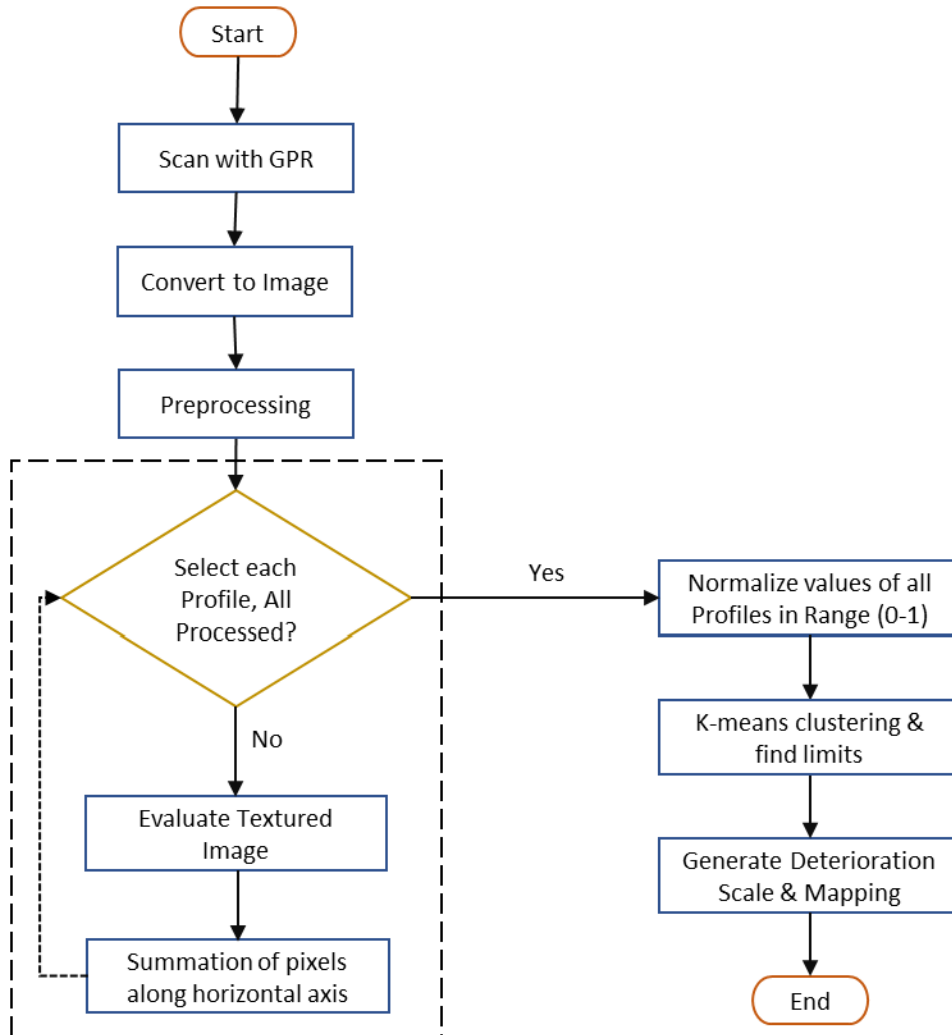 Start
Scan with GPR
Convert to Image
Preprocessing
Select each
Profile, All
Processed?
Yes
No
Evaluate Textured
Image
Summation of pixels
along horizontal axis
Normalize values of all
Profiles in Range (0-1)
K-means clustering &
find limits
Generate Deterioration
Scale & Mapping
End